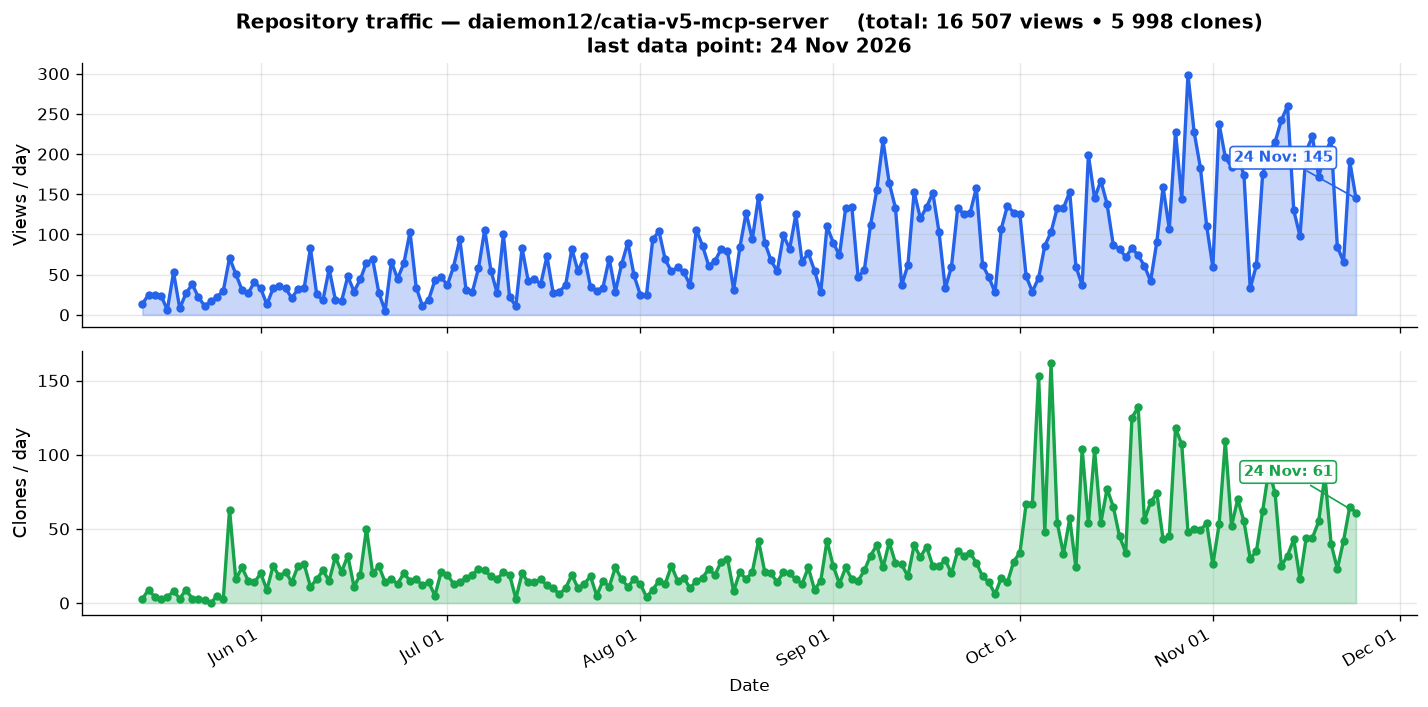 Repository traffic — daiemon12/catia-v5-mcp-server (total: 16 507 views • 5 998 clones)
last data point: 24 Nov 2026
Views / day
300
250
200
150
100
50
0
24 Nov: 145
Clones / day
150
100
50
0
24 Nov: 61
Jun 01
Jul 01
Aug 01
Sep 01
Oct 01
Nov 01
Dec 01
Date